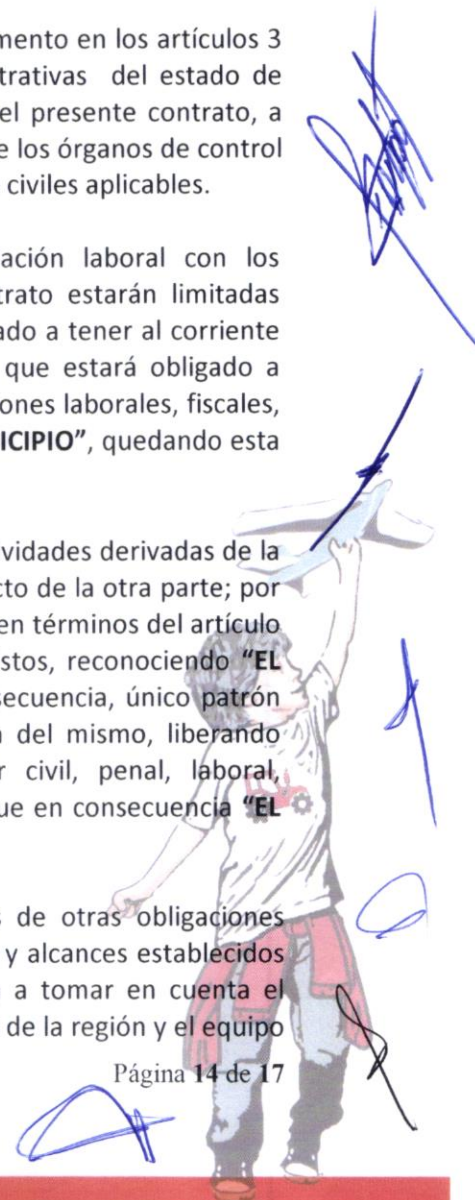 mento en los artículos 3
trativas del estado de
el presente contrato, a
e los órganos de control
civiles aplicables.
ación laboral con los
trato estarán limitadas
ado a tener al corriente
que estará obligado a
ones laborales, fiscales,
ICIPIO”, quedando esta
vidades derivadas de la
cto de la otra parte; por
en términos del artículo
stos, reconociendo “EL
secuencia, único patrón
del mismo, liberando
r civil, penal, laboral,
ue en consecuencia “EL
s de otras obligaciones
y alcances establecidos
a tomar en cuenta el
de la región y el equipo
Página 14 de 17